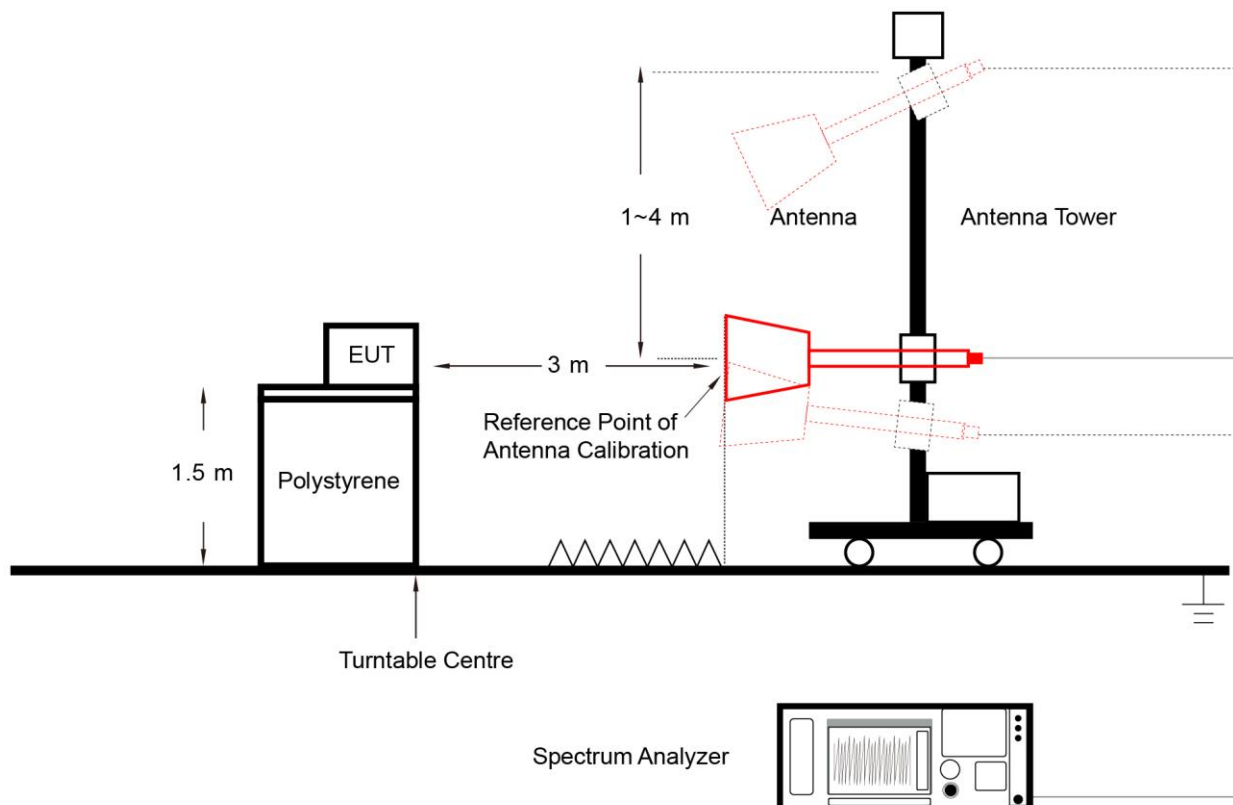 1~4 m
Antenna
Antenna Tower
EUT
3 m
Reference Point of
Antenna Calibration
1.5 m
Polystyrene
Turntable Centre
Spectrum Analyzer